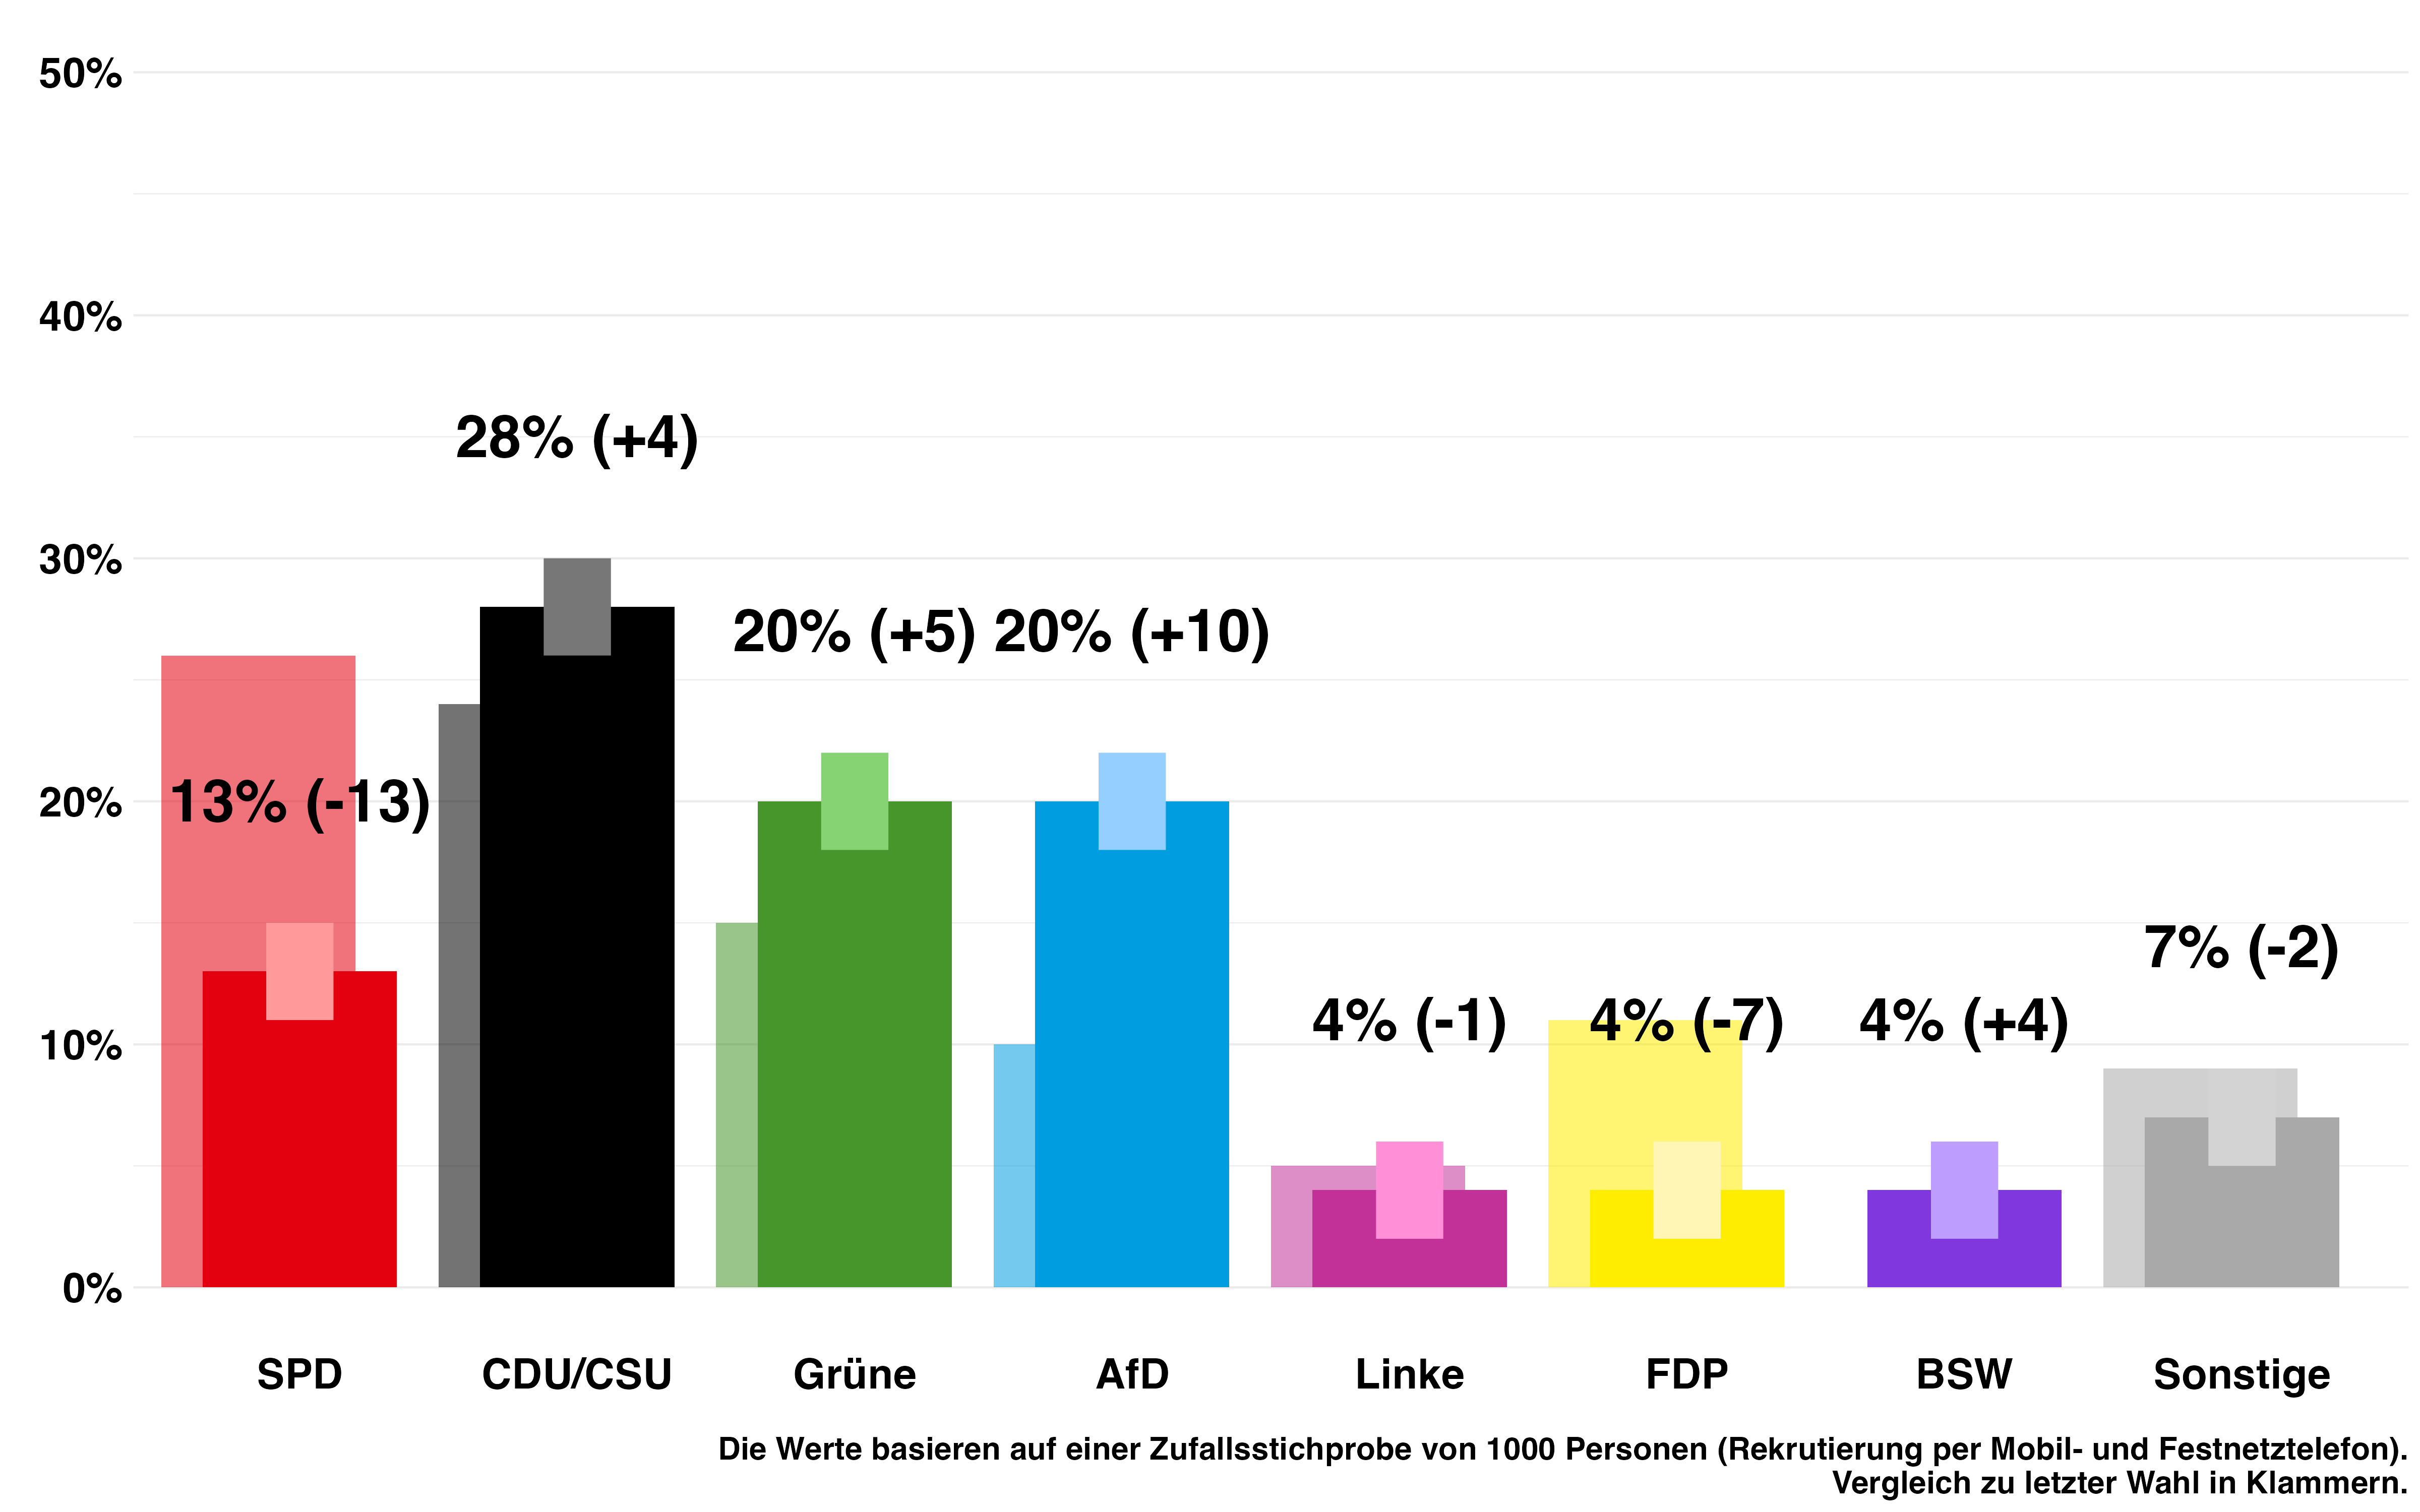 50%
40%
30%
20%
10%
0%
13% (-13)
28% (+4)
20% (+5)
20% (+10)
4% (-1)
4% (-7)
4% (+4)
7% (-2)
SPD
CDU/CSU
Grüne
AfD
Linke
FDP
BSW
Sonstige
Die Werte basieren auf einer Zufallsstichprobe von 1000 Personen (Rekrutierung per Mobil- und Festnetztelefon).
Vergleich zu letzter Wahl in Klammern.